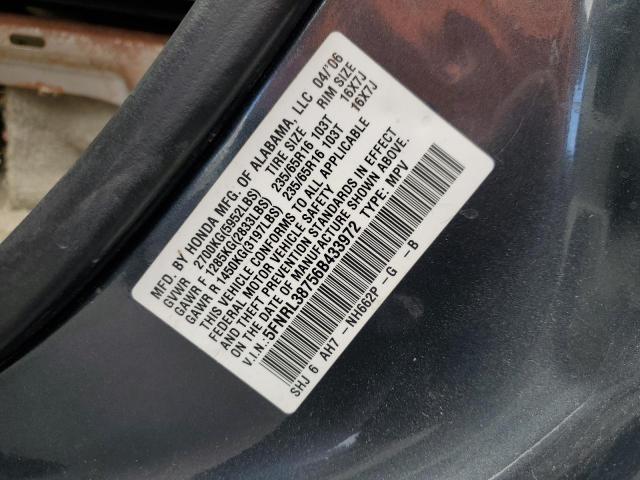 MFD. BY HONDA MFG. OF ALABAMA, LLC 04/'06
GVWR 2700KG(5952LBS) TIRE SIZE RIM SIZE
GAWR F 1285KG(2833LBS) 235/65R16 103T 16X7J
GAWR R 1450KG(3197LBS) 235/65R16 103T 16X7J
THIS VEHICLE CONFORMS TO ALL APPLICABLE
FEDERAL MOTOR VEHICLE SAFETY
AND THEFT PREVENTION STANDARDS IN EFFECT
ON THE DATE OF MANUFACTURE SHOWN ABOVE.
V.I.N.:5FNRL38756B453972 TYPE: MPV
SHJ 6 AH7 -NH662P -G -B